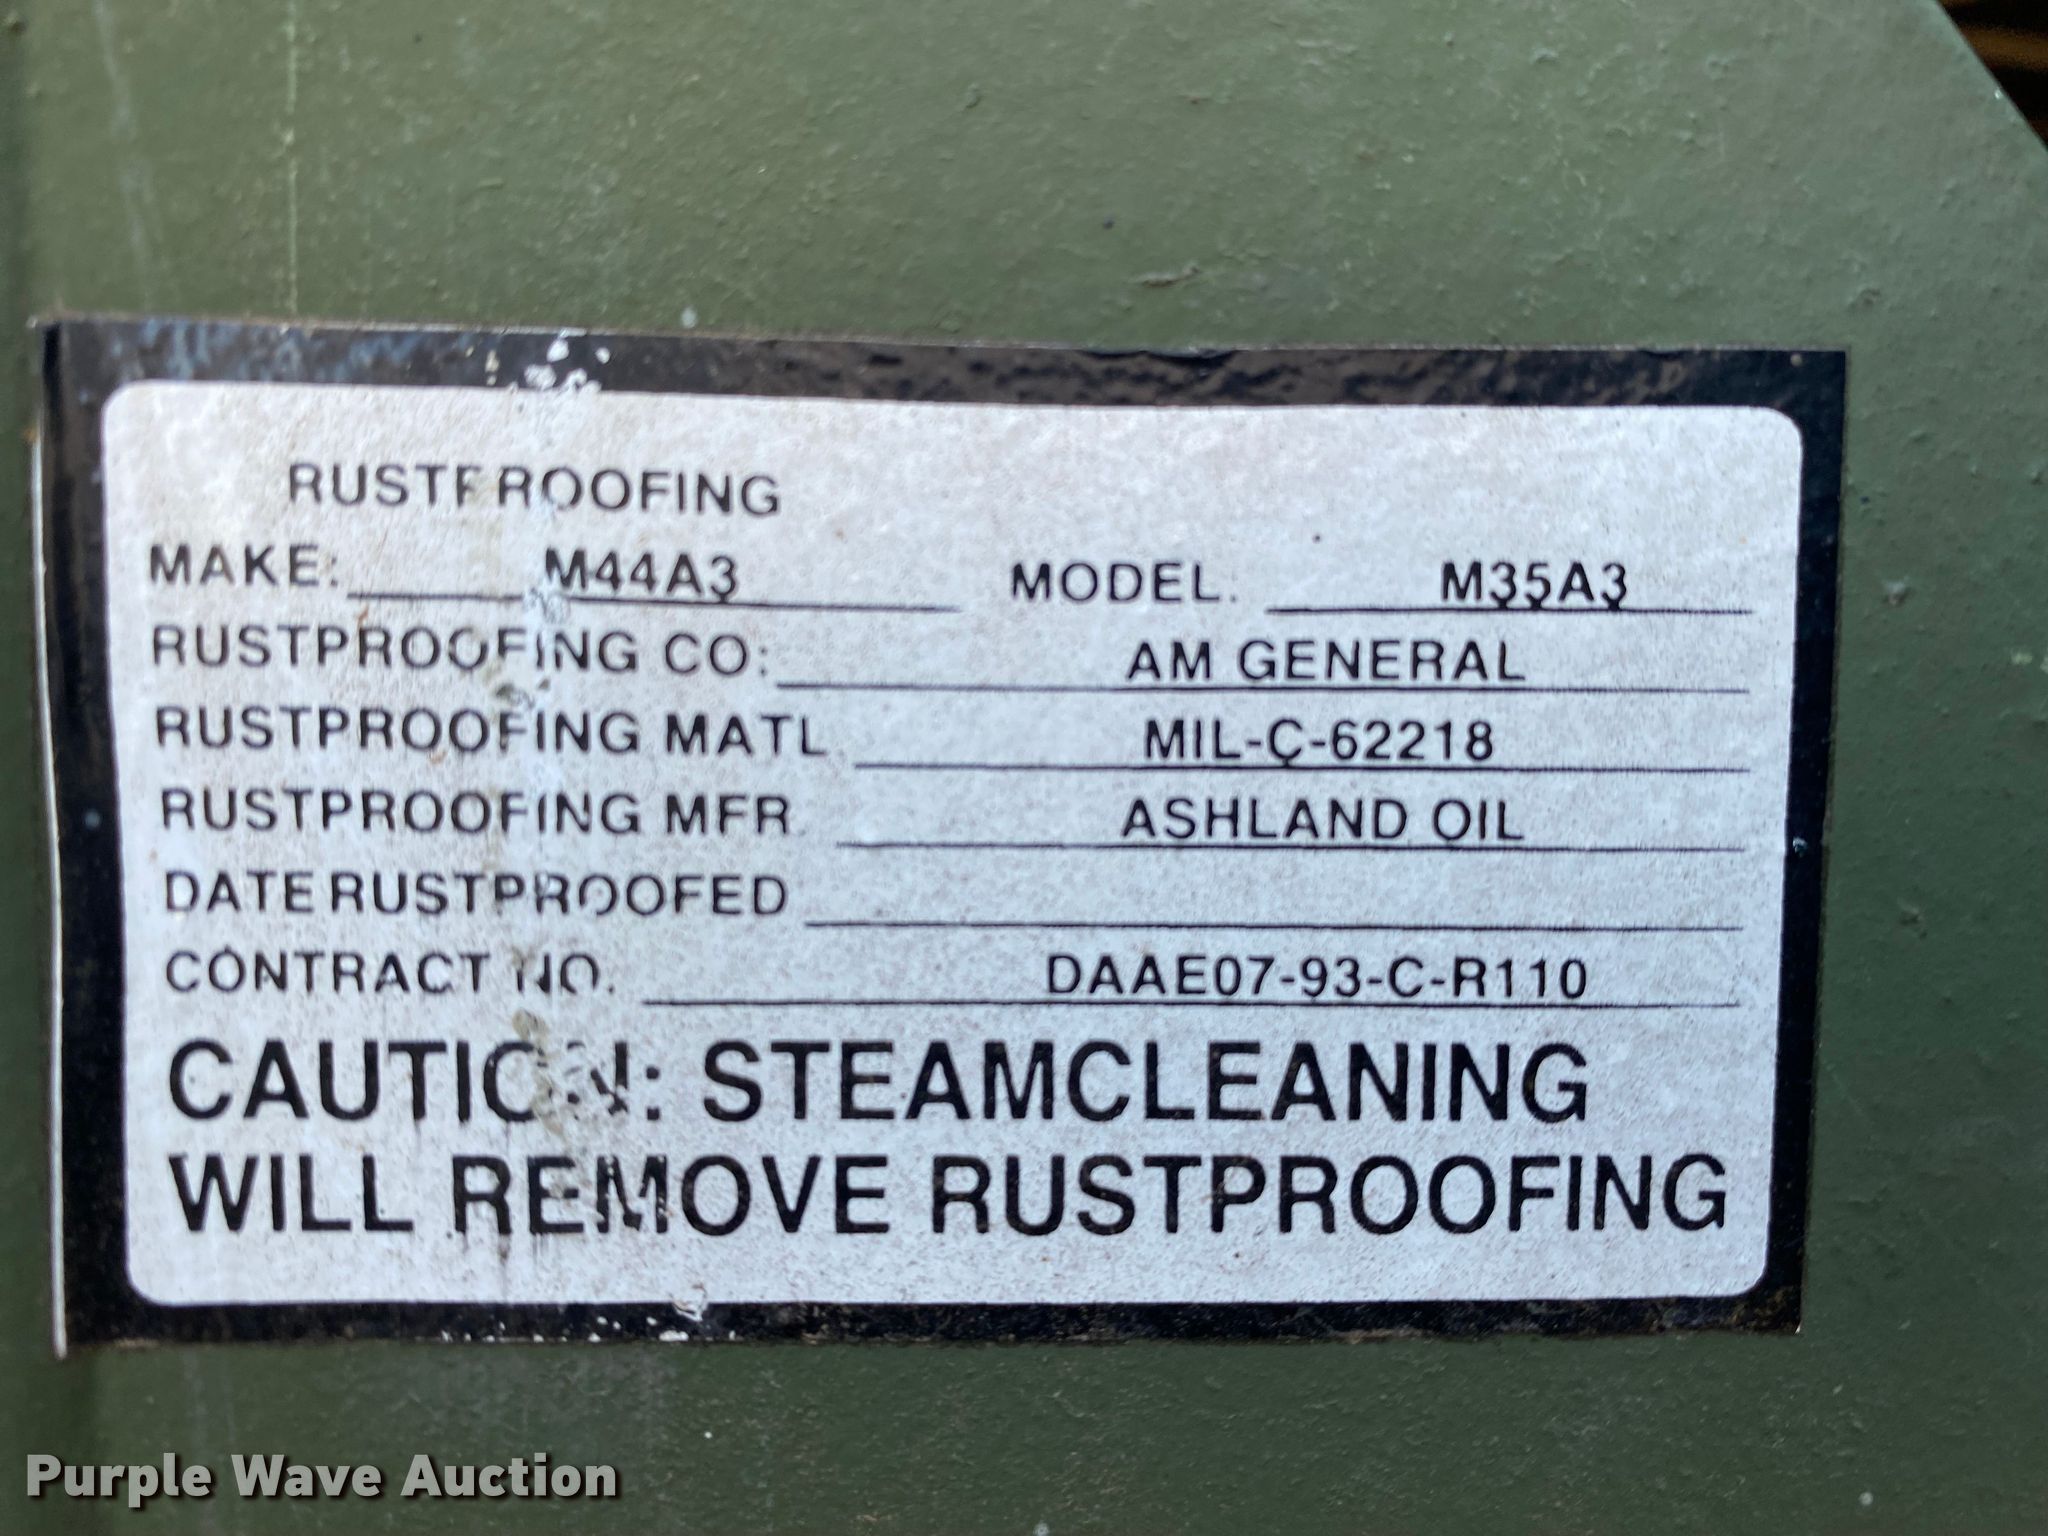 RUSTPROOFING
MAKE: M44A3 MODEL. M35A3
RUSTPROOFING CO: AM GENERAL
RUSTPROOFING MATL MIL-C-62218
RUSTPROOFING MFR ASHLAND OIL
DATE RUSTPROOFED
CONTRACT NO. DAAE07-93-C-R110
CAUTION: STEAMCLEANING
WILL REMOVE RUSTPROOFING
Purple Wave Auction